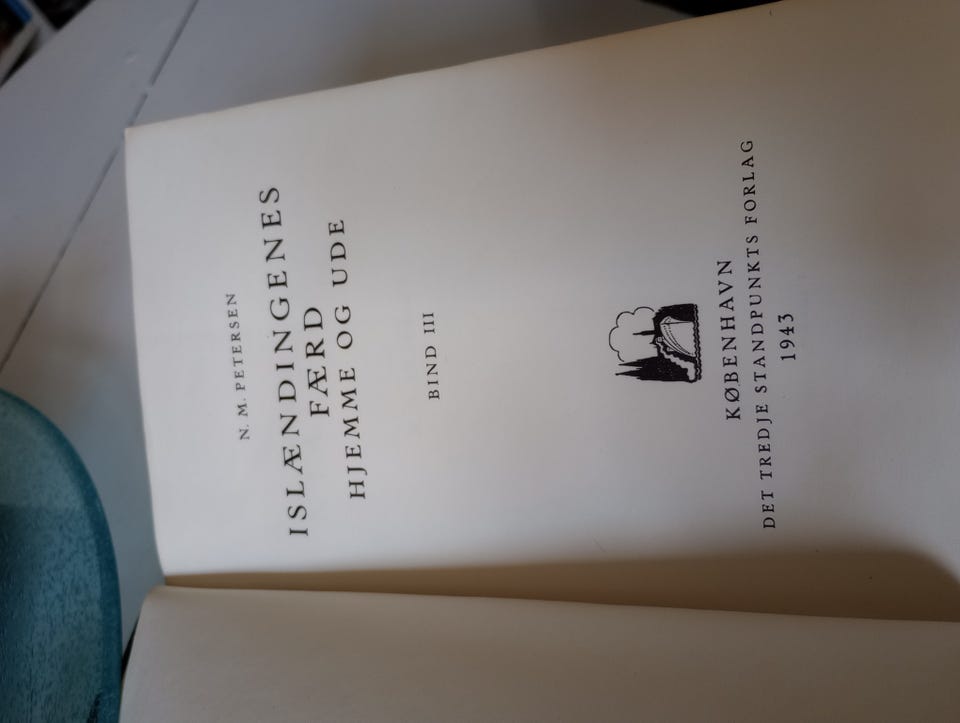 N. M. PETERSEN
ISLÆNDINGENES
FÆRD
HJEMME OG UDE
BIND III
KØBENHAVN
DET TREDJE STANDPUNKTS FORLAG
1943